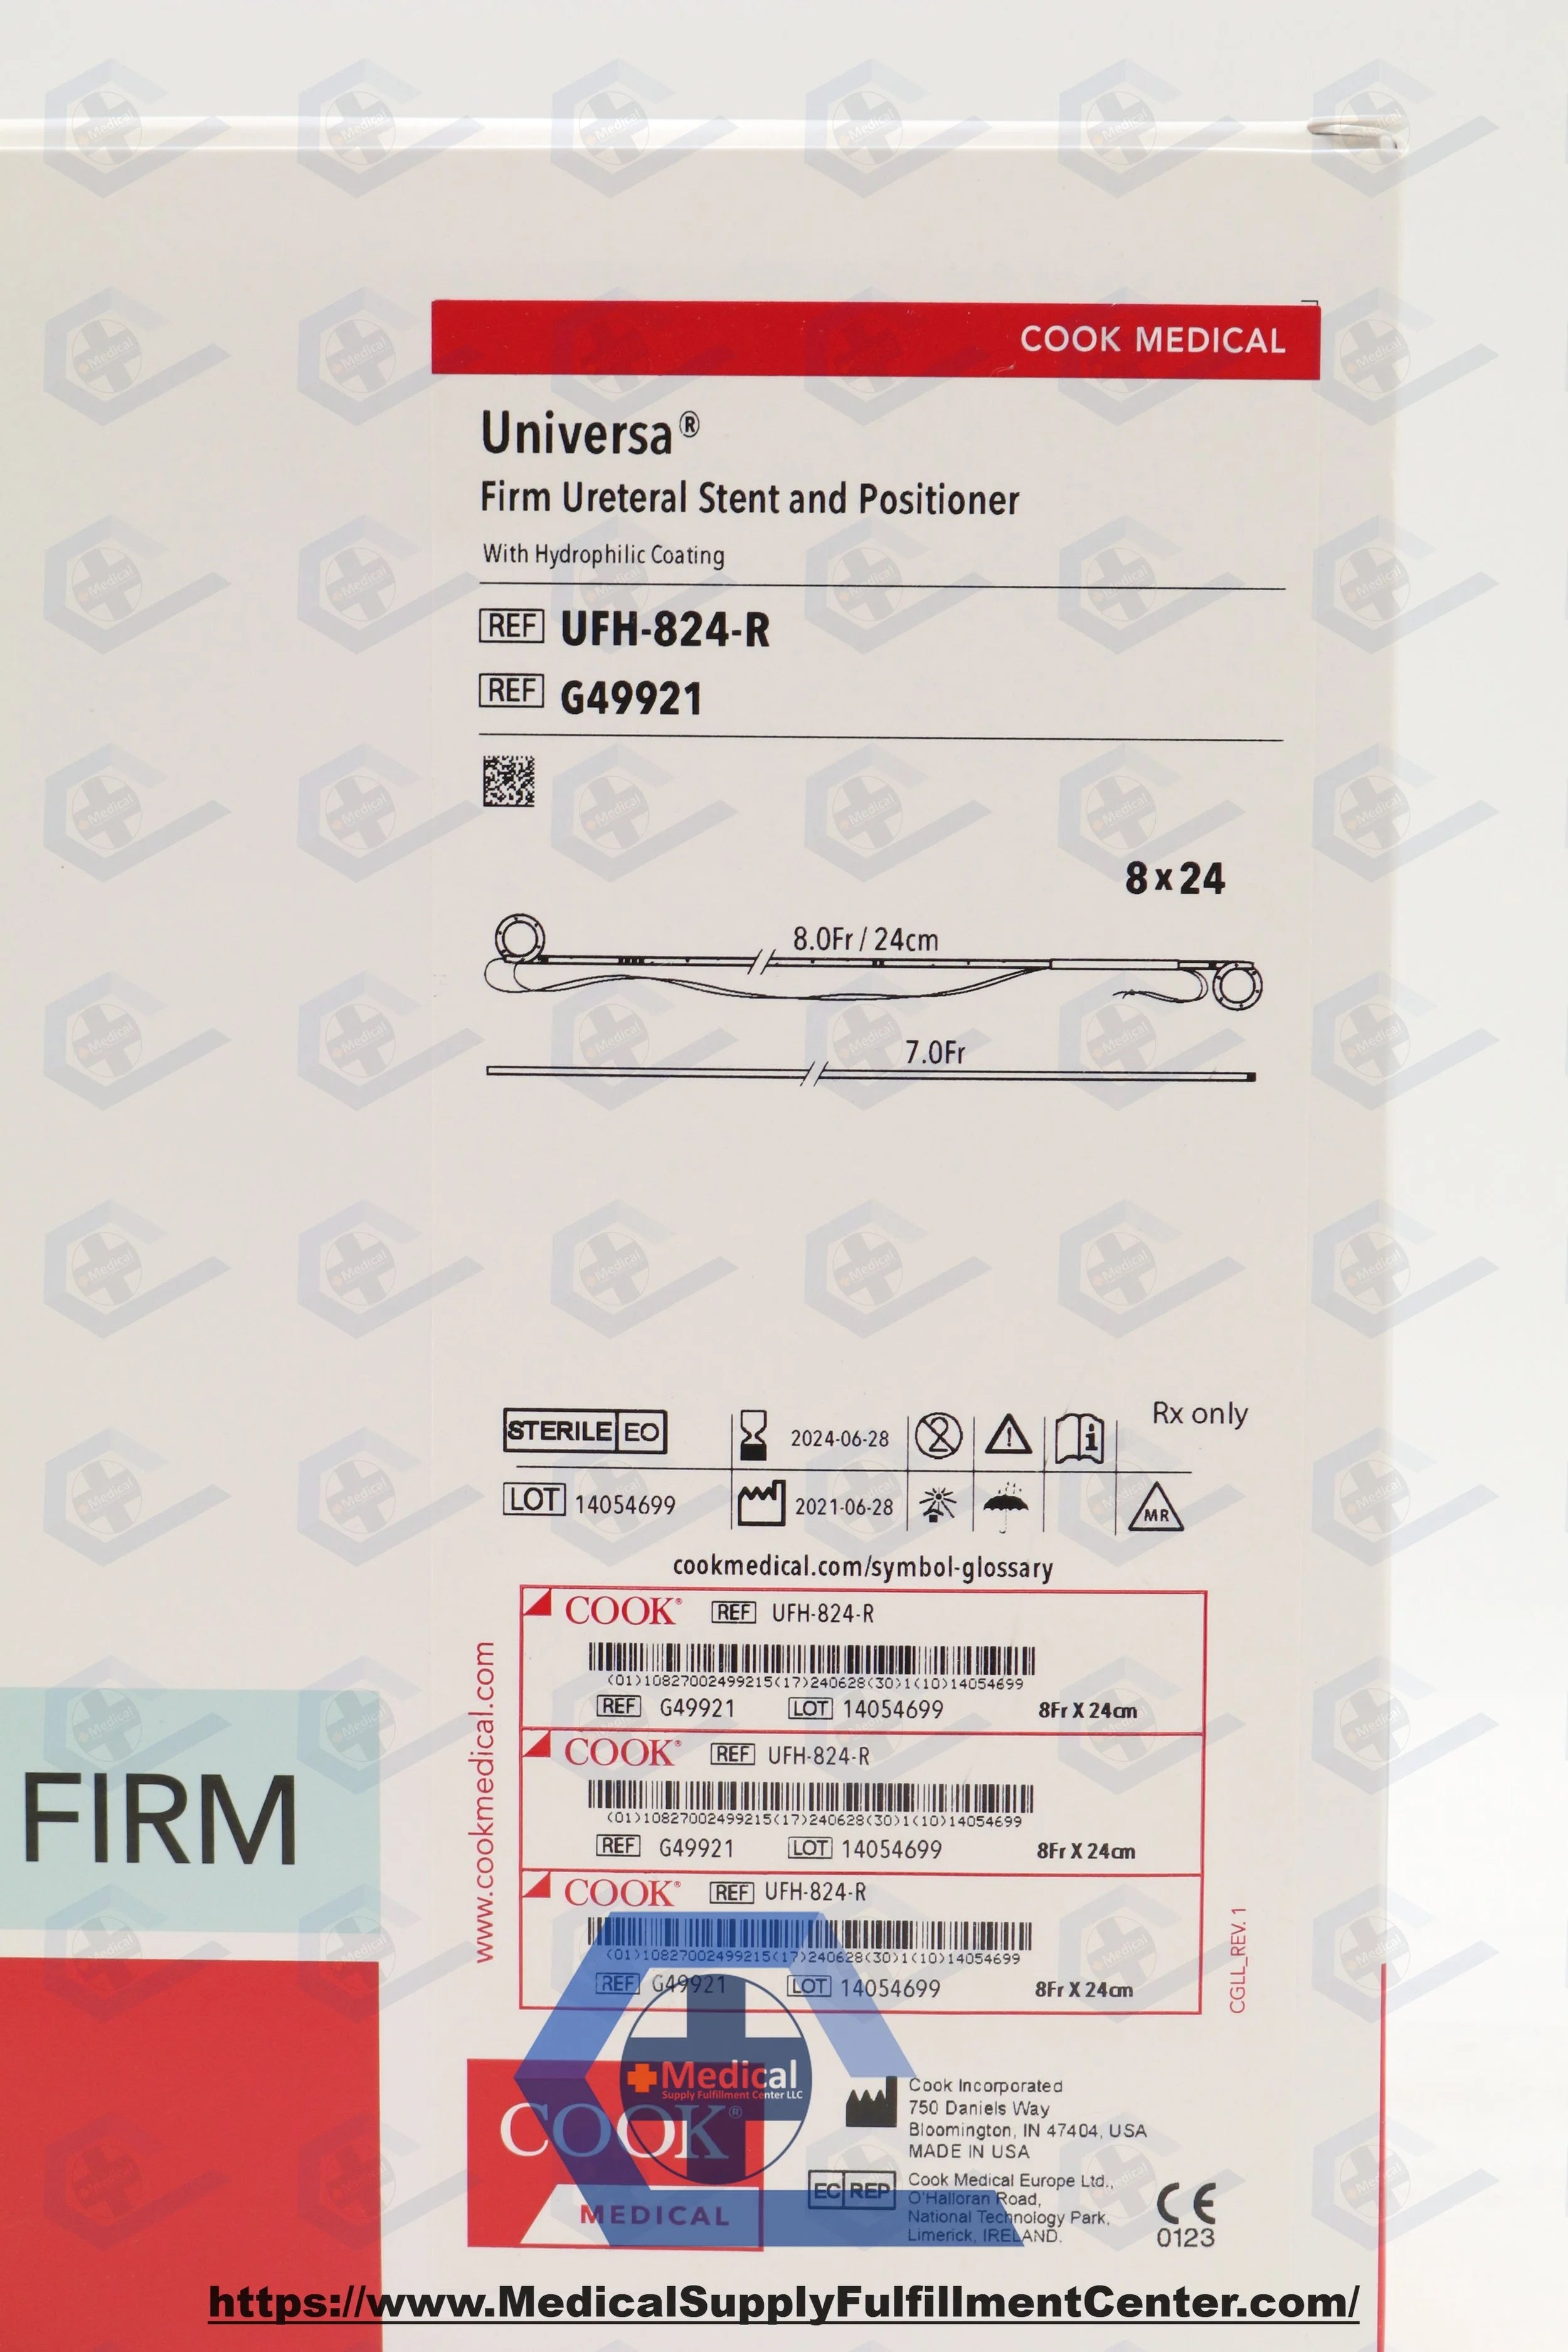 COOK MEDICAL
Universa®
Firm Ureteral Stent and Positioner
With Hydrophilic Coating
REF UFH-824-R
REF G49921
8 x 24
8.0Fr / 24cm
7.0Fr
Rx only
STERILE EO 2024-06-28
LOT 14054699 2021-06-28 MR
cookmedical.com/symbol-glossary
www.cookmedical.com
COOK® REF UFH-824-R
(01)10827002499215(17)240628(30)1(10)14054699
REF G49921 LOT 14054699 8Fr X 24cm
COOK® REF UFH-824-R
(01)10827002499215(17)240628(30)1(10)14054699
REF G49921 LOT 14054699 8Fr X 24cm
COOK® REF UFH-824-R
(01)10827002499215(17)240628(30)1(10)14054699
REF G49921 LOT 14054699 8Fr X 24cm
CGLL_REV. 1
FIRM
Medical
Supply Fulfillment Center LLC
COOK®
MEDICAL
Cook Incorporated
750 Daniels Way
Bloomington, IN 47404, USA
MADE IN USA
EC REP
Cook Medical Europe Ltd.,
O'Halloran Road,
National Technology Park,
Limerick, IRELAND.
CE
0123
https://www.MedicalSupplyFulfillmentCenter.com/